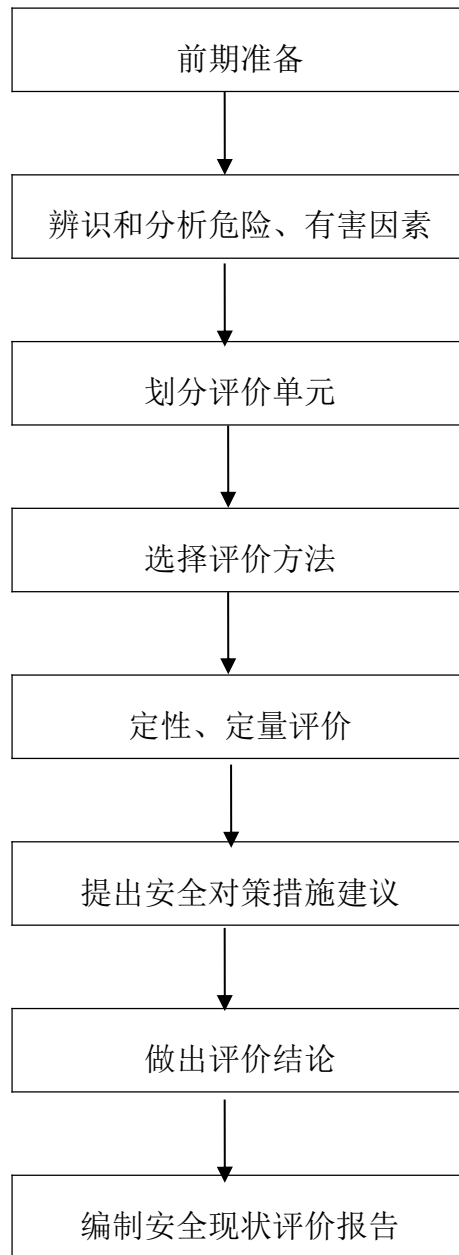 前期准备
辨识和分析危险、有害因素
划分评价单元
选择评价方法
定性、定量评价
提出安全对策措施建议
做出评价结论
编制安全现状评价报告